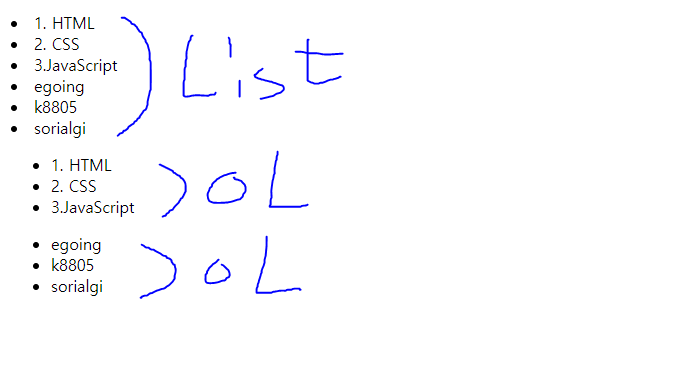 1. HTML
2. CSS
3.JavaScript
egoing
k8805
sorialgi
List
1. HTML
2. CSS
3.JavaScript
OL
egoing
k8805
sorialgi
OL